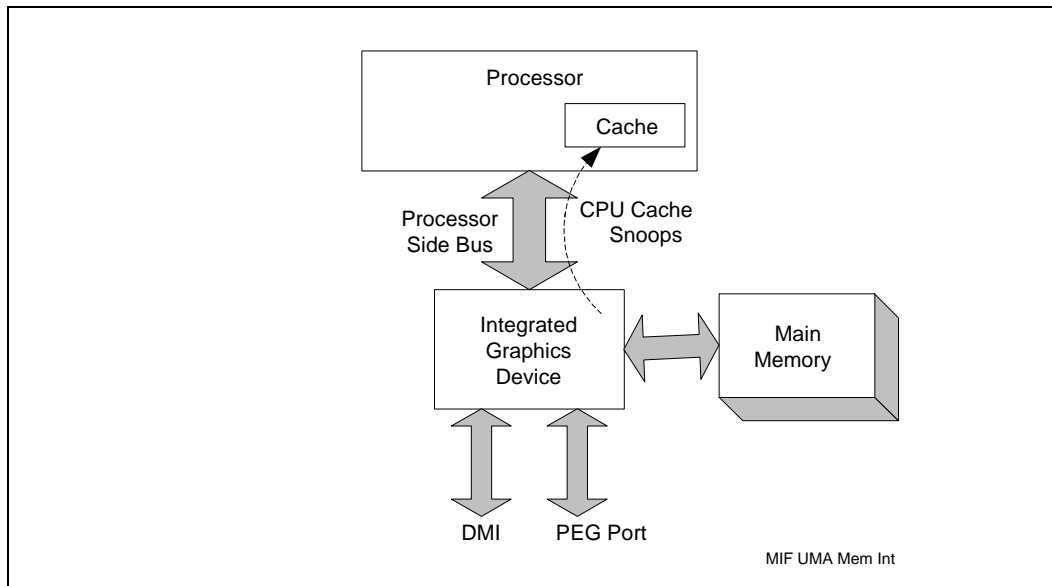 Processor
Cache
Processor
Side Bus
CPU Cache
Snoops
Integrated
Graphics
Device
Main
Memory
DMI
PEG Port
MIF UMA Mem Int